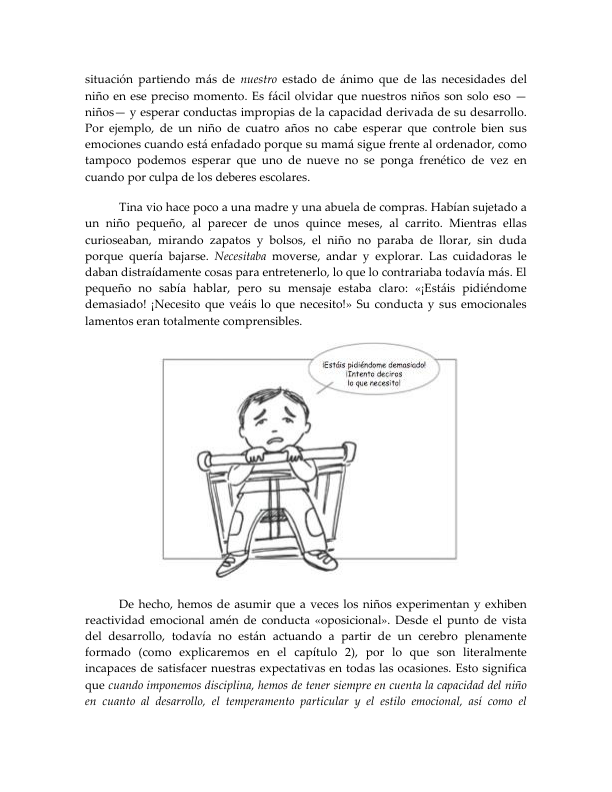 situación partiendo más de nuestro estado de ánimo que de las necesidades del
niño en ese preciso momento. Es fácil olvidar que nuestros niños son solo eso —
niños— y esperar conductas impropias de la capacidad derivada de su desarrollo.
Por ejemplo, de un niño de cuatro años no cabe esperar que controle bien sus
emociones cuando está enfadado porque su mamá sigue frente al ordenador, como
tampoco podemos esperar que uno de nueve no se ponga frenético de vez en
cuando por culpa de los deberes escolares.
Tina vio hace poco a una madre y una abuela de compras. Habían sujetado a
un niño pequeño, al parecer de unos quince meses, al carrito. Mientras ellas
curioseaban, mirando zapatos y bolsos, el niño no paraba de llorar, sin duda
porque quería bajarse. Necesitaba moverse, andar y explorar. Las cuidadoras le
daban distraídamente cosas para entretenerlo, lo que lo contrariaba todavía más. El
pequeño no sabía hablar, pero su mensaje estaba claro: «¡Estáis pidiéndome
demasiado! ¡Necesito que veáis lo que necesito!» Su conducta y sus emocionales
lamentos eran totalmente comprensibles.
¡Estáis pidiéndome demasiado!
¡Intento deciros
lo que necesito!
De hecho, hemos de asumir que a veces los niños experimentan y exhiben
reactividad emocional amén de conducta «oposicional». Desde el punto de vista
del desarrollo, todavía no están actuando a partir de un cerebro plenamente
formado (como explicaremos en el capítulo 2), por lo que son literalmente
incapaces de satisfacer nuestras expectativas en todas las ocasiones. Esto significa
que cuando imponemos disciplina, hemos de tener siempre en cuenta la capacidad del niño
en cuanto al desarrollo, el temperamento particular y el estilo emocional, así como el